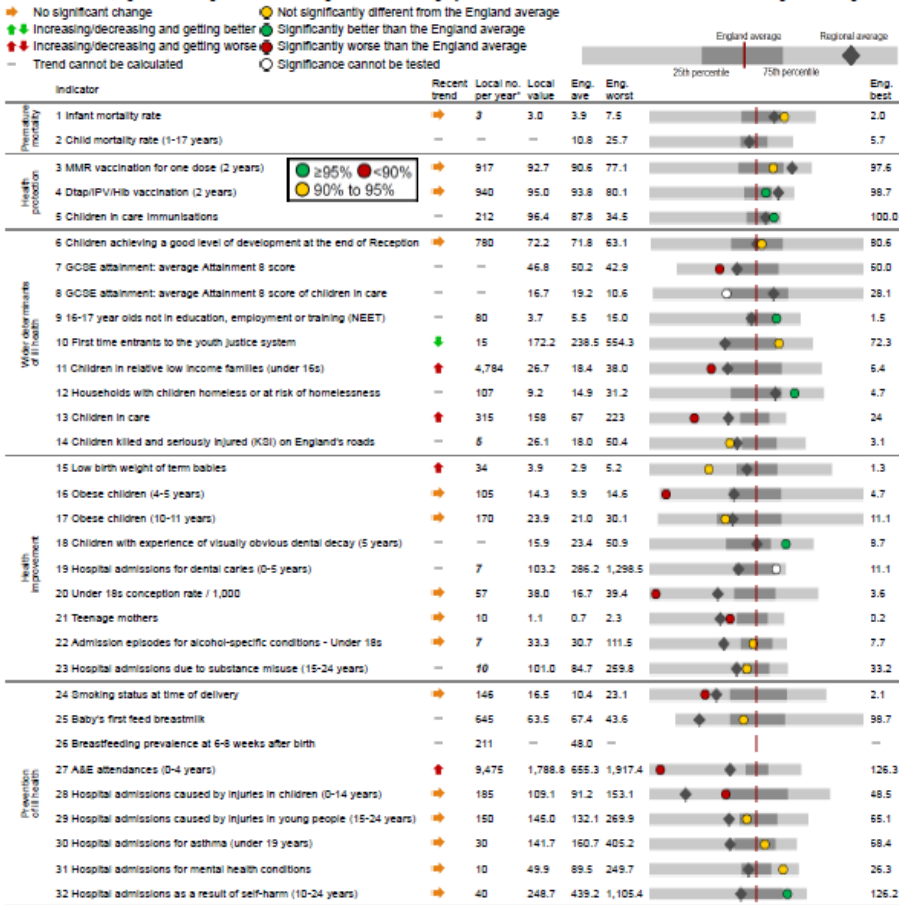 No significant change
Not significantly different from the England average
Increasing/decreasing and getting better
Significantly better than the England average
Increasing/decreasing and getting worse
Significantly worse than the England average
– Trend cannot be calculated
Significance cannot be tested
England average
Regional average
25th percentile
75th percentile
Indicator
Recent trend
Local no. per year*
Local value
Eng. ave
Eng. worst
Eng. best
≥95% <90%
90% to 95%
Premature mortality
1 Infant mortality rate 3 3.0 3.9 7.5 2.0
2 Child mortality rate (1-17 years) – – – 10.8 25.7 5.7
Health protection
3 MMR vaccination for one dose (2 years) 917 92.7 90.6 77.1 97.6
4 Dtap/IPV/Hib vaccination (2 years) 940 95.0 93.8 80.1 98.7
5 Children in care immunisations – 212 96.4 87.8 34.5 100.0
Wider determinants of ill health
6 Children achieving a good level of development at the end of Reception 780 72.2 71.8 63.1 80.6
7 GCSE attainment: average Attainment 8 score – – 46.8 50.2 42.9 60.0
8 GCSE attainment: average Attainment 8 score of children in care – – 16.7 19.2 10.6 28.1
9 16-17 year olds not in education, employment or training (NEET) – 80 3.7 5.5 15.0 1.5
10 First time entrants to the youth justice system 15 172.2 238.5 554.3 72.3
11 Children in relative low income families (under 16s) 4,784 26.7 18.4 38.0 6.4
12 Households with children homeless or at risk of homelessness – 107 9.2 14.9 31.2 4.7
13 Children in care 315 158 67 223 24
14 Children killed and seriously injured (KSI) on England's roads – 5 26.1 18.0 50.4 3.1
Health improvement
15 Low birth weight of term babies 34 3.9 2.9 5.2 1.3
16 Obese children (4-5 years) 105 14.3 9.9 14.6 4.7
17 Obese children (10-11 years) 170 23.9 21.0 30.1 11.1
18 Children with experience of visually obvious dental decay (5 years) – – 15.9 23.4 50.9 8.7
19 Hospital admissions for dental caries (0-5 years) – 7 103.2 286.2 1,298.5 11.1
20 Under 18s conception rate / 1,000 57 38.0 16.7 39.4 3.6
21 Teenage mothers 10 1.1 0.7 2.3 0.2
22 Admission episodes for alcohol-specific conditions - Under 18s 7 33.3 30.7 111.5 7.7
23 Hospital admissions due to substance misuse (15-24 years) – 10 101.0 84.7 259.8 33.2
Prevention of ill health
24 Smoking status at time of delivery 146 16.5 10.4 23.1 2.1
25 Baby's first feed breastmilk – 645 63.5 67.4 43.6 98.7
26 Breastfeeding prevalence at 6-8 weeks after birth – 211 – 48.0 – –
27 A&E attendances (0-4 years) 9,475 1,788.8 655.3 1,917.4 126.3
28 Hospital admissions caused by injuries in children (0-14 years) 185 109.1 91.2 153.1 48.5
29 Hospital admissions caused by injuries in young people (15-24 years) 150 145.0 132.1 269.9 65.1
30 Hospital admissions for asthma (under 19 years) 30 141.7 160.7 405.2 58.4
31 Hospital admissions for mental health conditions 10 49.9 89.5 249.7 26.3
32 Hospital admissions as a result of self-harm (10-24 years) 40 248.7 439.2 1,105.4 126.2